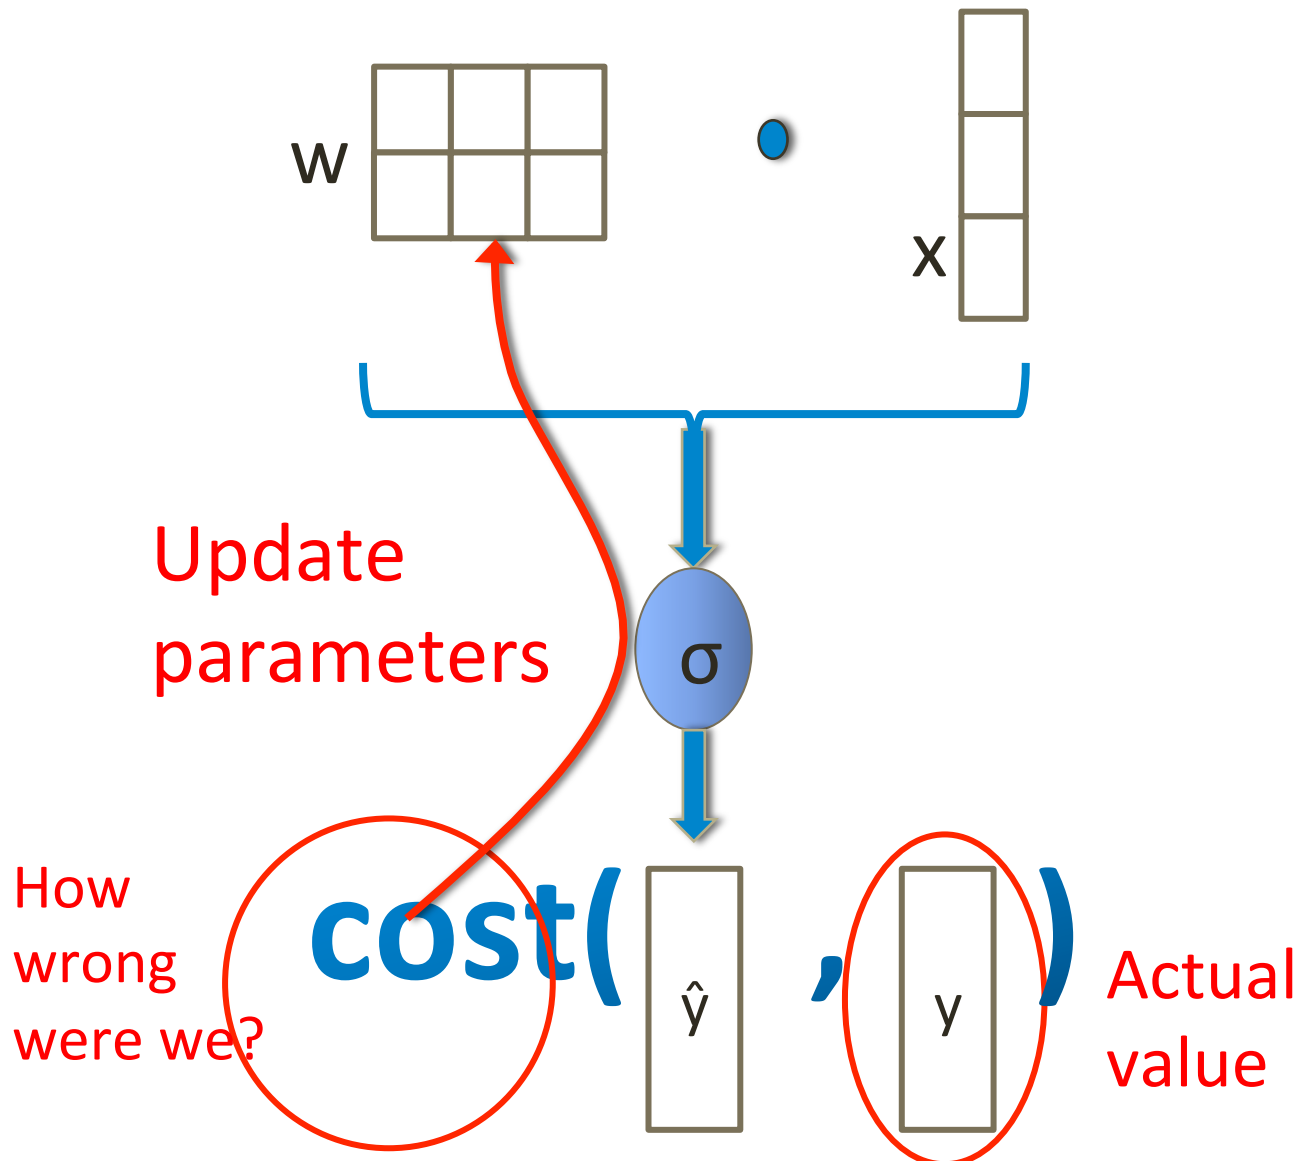 w
x
Update
parameters
σ
How
wrong
were we?
cost( ŷ , y )
Actual
value